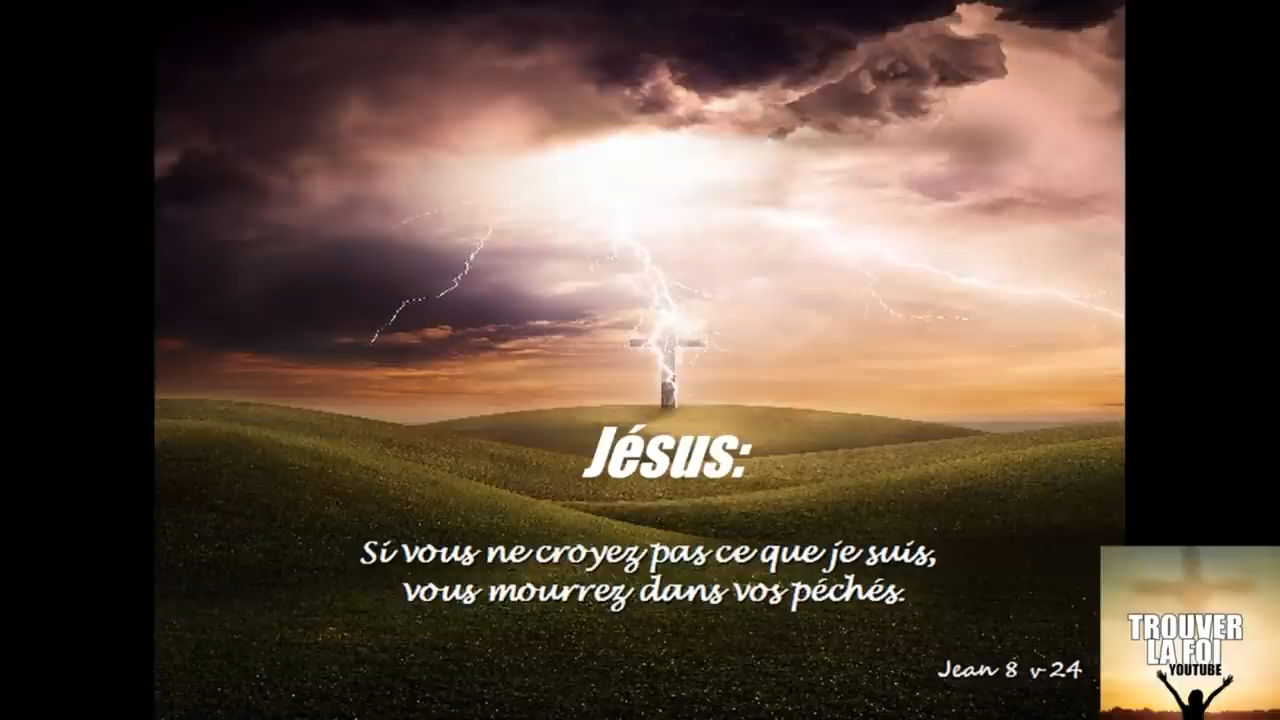 Jésus:
Si vous ne croyez pas ce que je suis,
vous mourrez dans vos péchés.
Jean 8 v 24
TROUVER
LA FOI
YOUTUBE